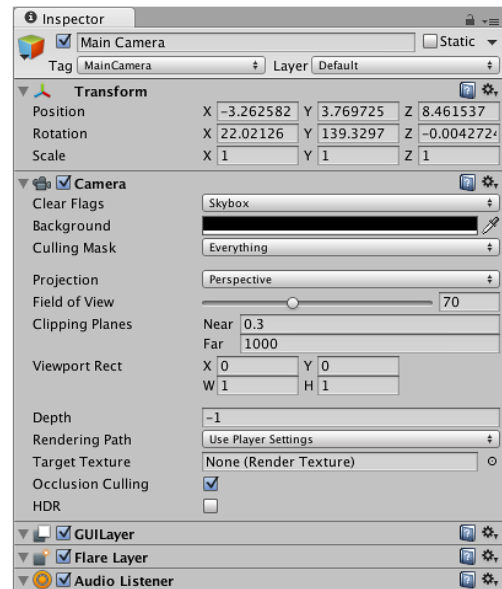 Inspector
Main Camera Static
Tag MainCamera Layer Default
Transform
Position X -3.262582 Y 3.769725 Z 8.461537
Rotation X 22.02126 Y 139.3297 Z -0.0042724
Scale X 1 Y 1 Z 1
Camera
Clear Flags Skybox
Background
Culling Mask Everything
Projection Perspective
Field of View 70
Clipping Planes Near 0.3
Far 1000
Viewport Rect X 0 Y 0
W 1 H 1
Depth -1
Rendering Path Use Player Settings
Target Texture None (Render Texture)
Occlusion Culling
HDR
GUILayer
Flare Layer
Audio Listener